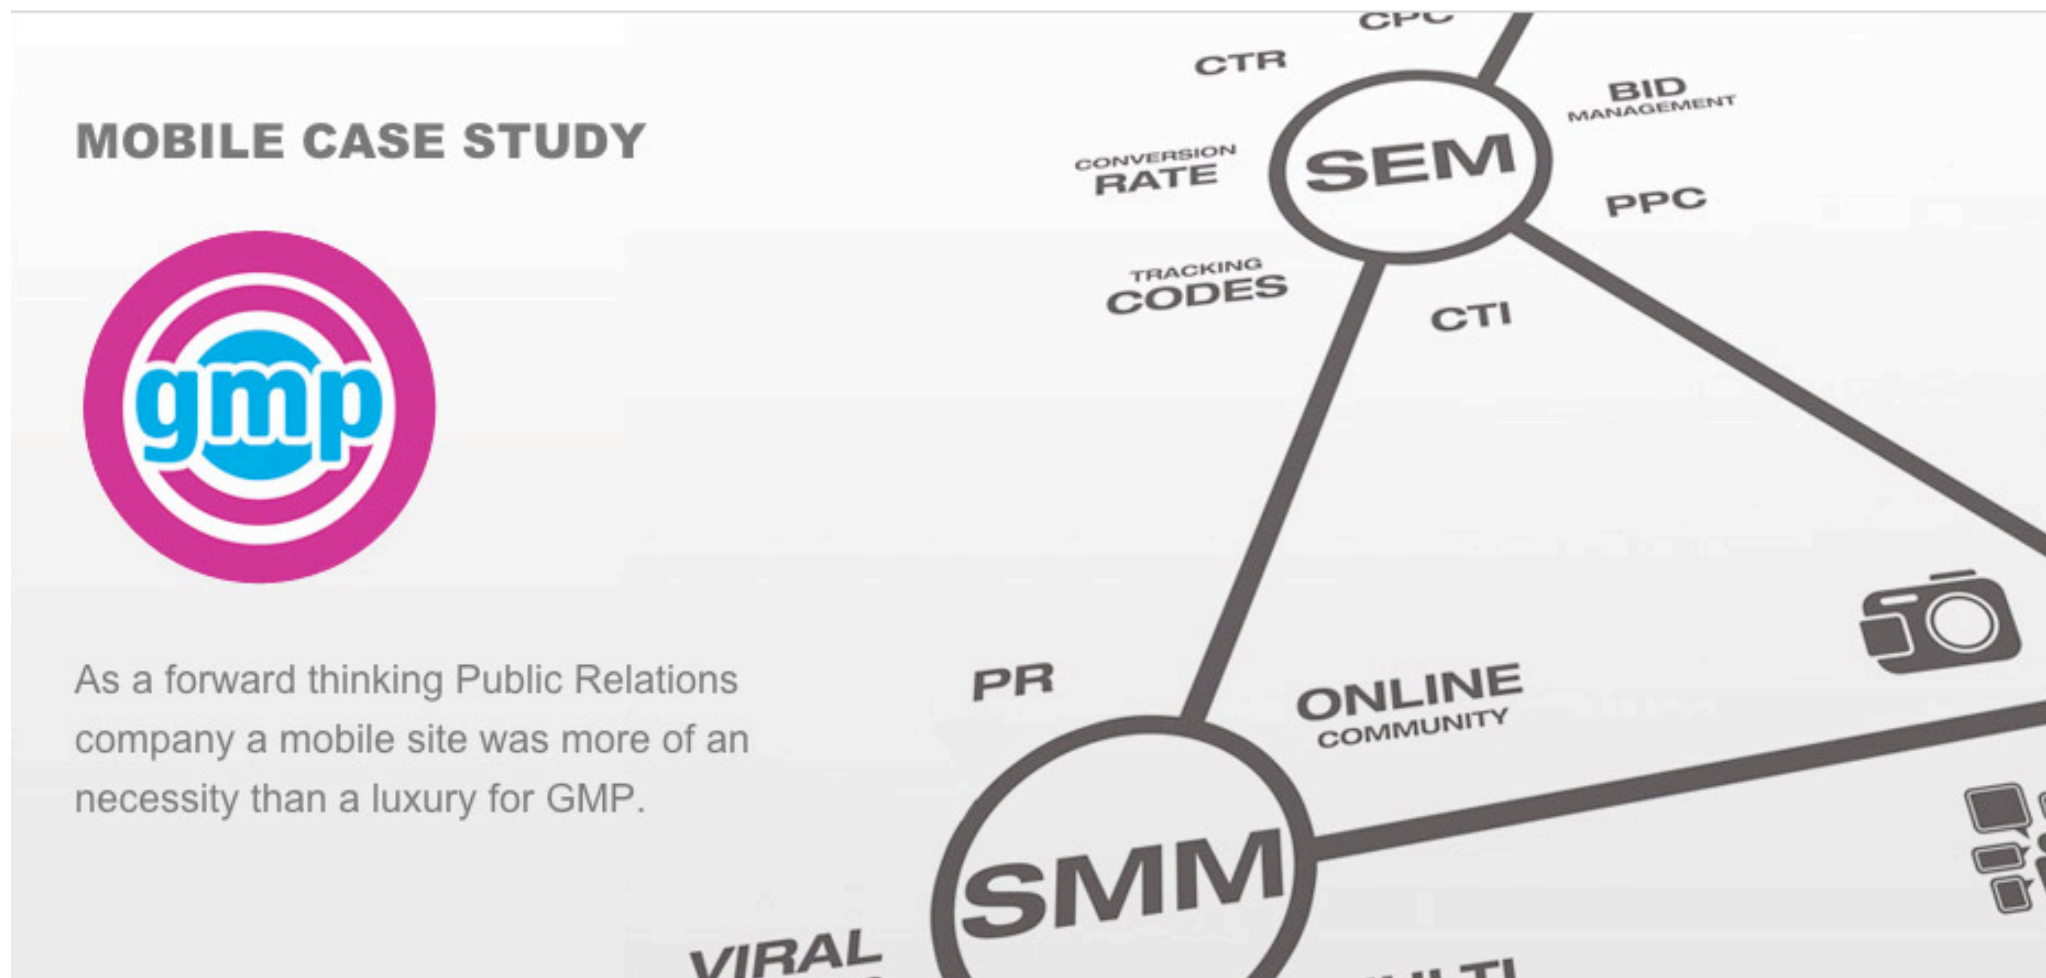 MOBILE CASE STUDY
gmp
As a forward thinking Public Relations
company a mobile site was more of an
necessity than a luxury for GMP.
CPC
CTR
BID
MANAGEMENT
CONVERSION
RATE
SEM
PPC
TRACKING
CODES
CTI
PR
ONLINE
COMMUNITY
SMM
VIRAL